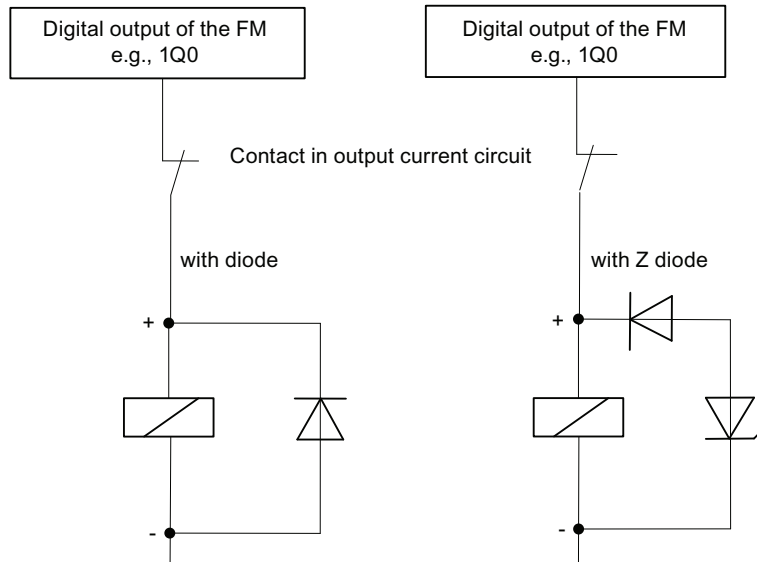 Digital output of the FM
e.g., 1Q0
Digital output of the FM
e.g., 1Q0
Contact in output current circuit
with diode
with Z diode
+
+
-
-